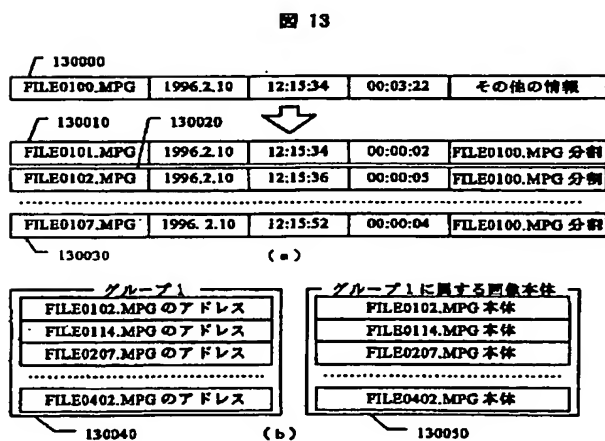 図 13
130000
FILE0100.MPG 1996.2.10 12:15:34 00:03:22 その他の情報
130010 130020
FILE0101.MPG 1996.2.10 12:15:34 00:00:02 FILE0100.MPG 分割
FILE0102.MPG 1996.2.10 12:15:36 00:00:05 FILE0100.MPG 分割
FILE0107.MPG 1996. 2.10 12:15:52 00:00:04 FILE0100.MPG 分割
130030 (a)
グループ1 グループ1に属する画像本体
FILE0102.MPG のアドレス FILE0102.MPG 本体
FILE0114.MPG のアドレス FILE0114.MPG 本体
FILE0207.MPG のアドレス FILE0207.MPG 本体
FILE0402.MPG のアドレス FILE0402.MPG 本体
130040 (b) 130050